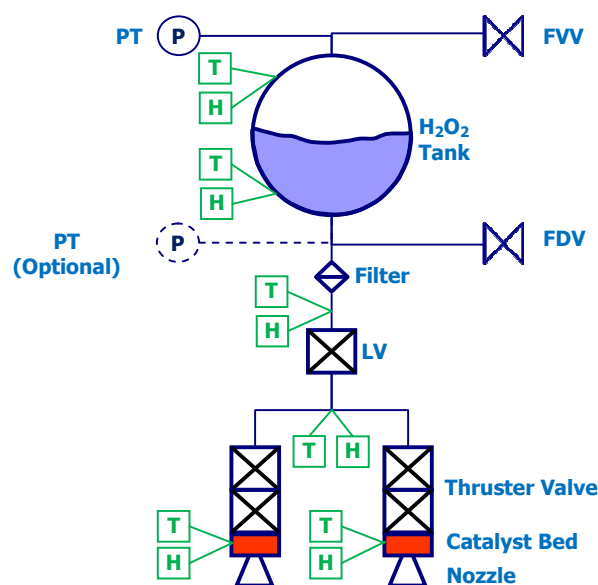 PT
P
FVV
T
H
H₂O₂
Tank
T
H
PT
(Optional)
P
FDV
Filter
T
H
LV
T
H
Thruster Valve
T
H
T
H
Catalyst Bed
Nozzle